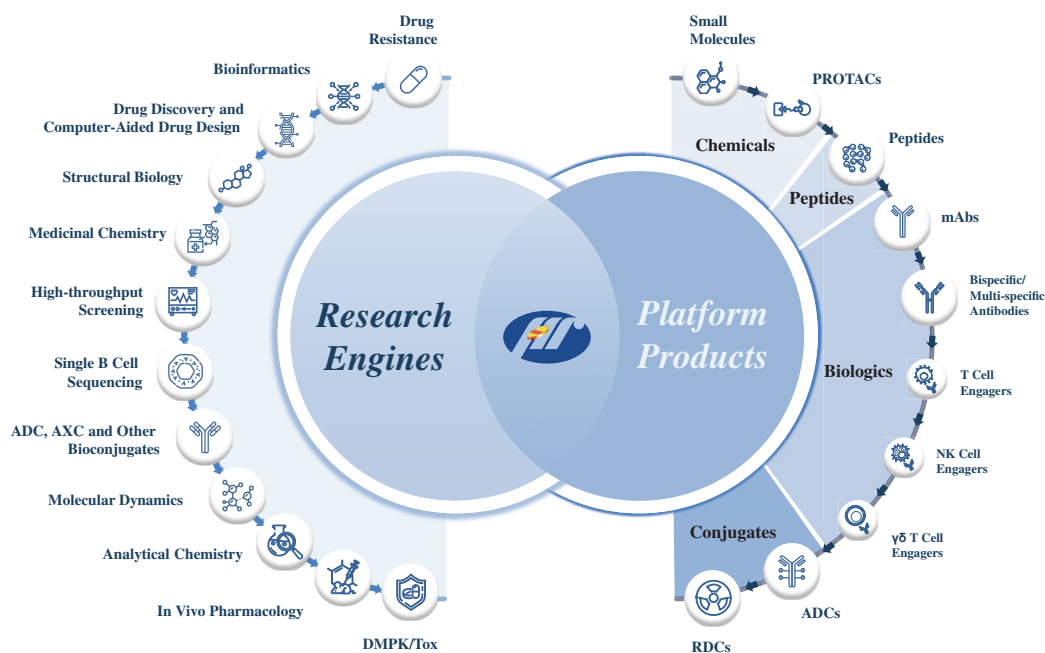 Drug
Resistance
Bioinformatics
Drug Discovery and
Computer-Aided Drug Design
Structural Biology
Medicinal Chemistry
High-throughput
Screening
Single B Cell
Sequencing
ADC, AXC and Other
Bioconjugates
Molecular Dynamics
Analytical Chemistry
In Vivo Pharmacology
DMPK/Tox
Research
Engines
Platform
Products
Small
Molecules
PROTACs
Chemicals
Peptides
Peptides
mAbs
Bispecific/
Multi-specific
Antibodies
Biologics
T Cell
Engagers
NK Cell
Engagers
γδ T Cell
Engagers
Conjugates
ADCs
RDCs